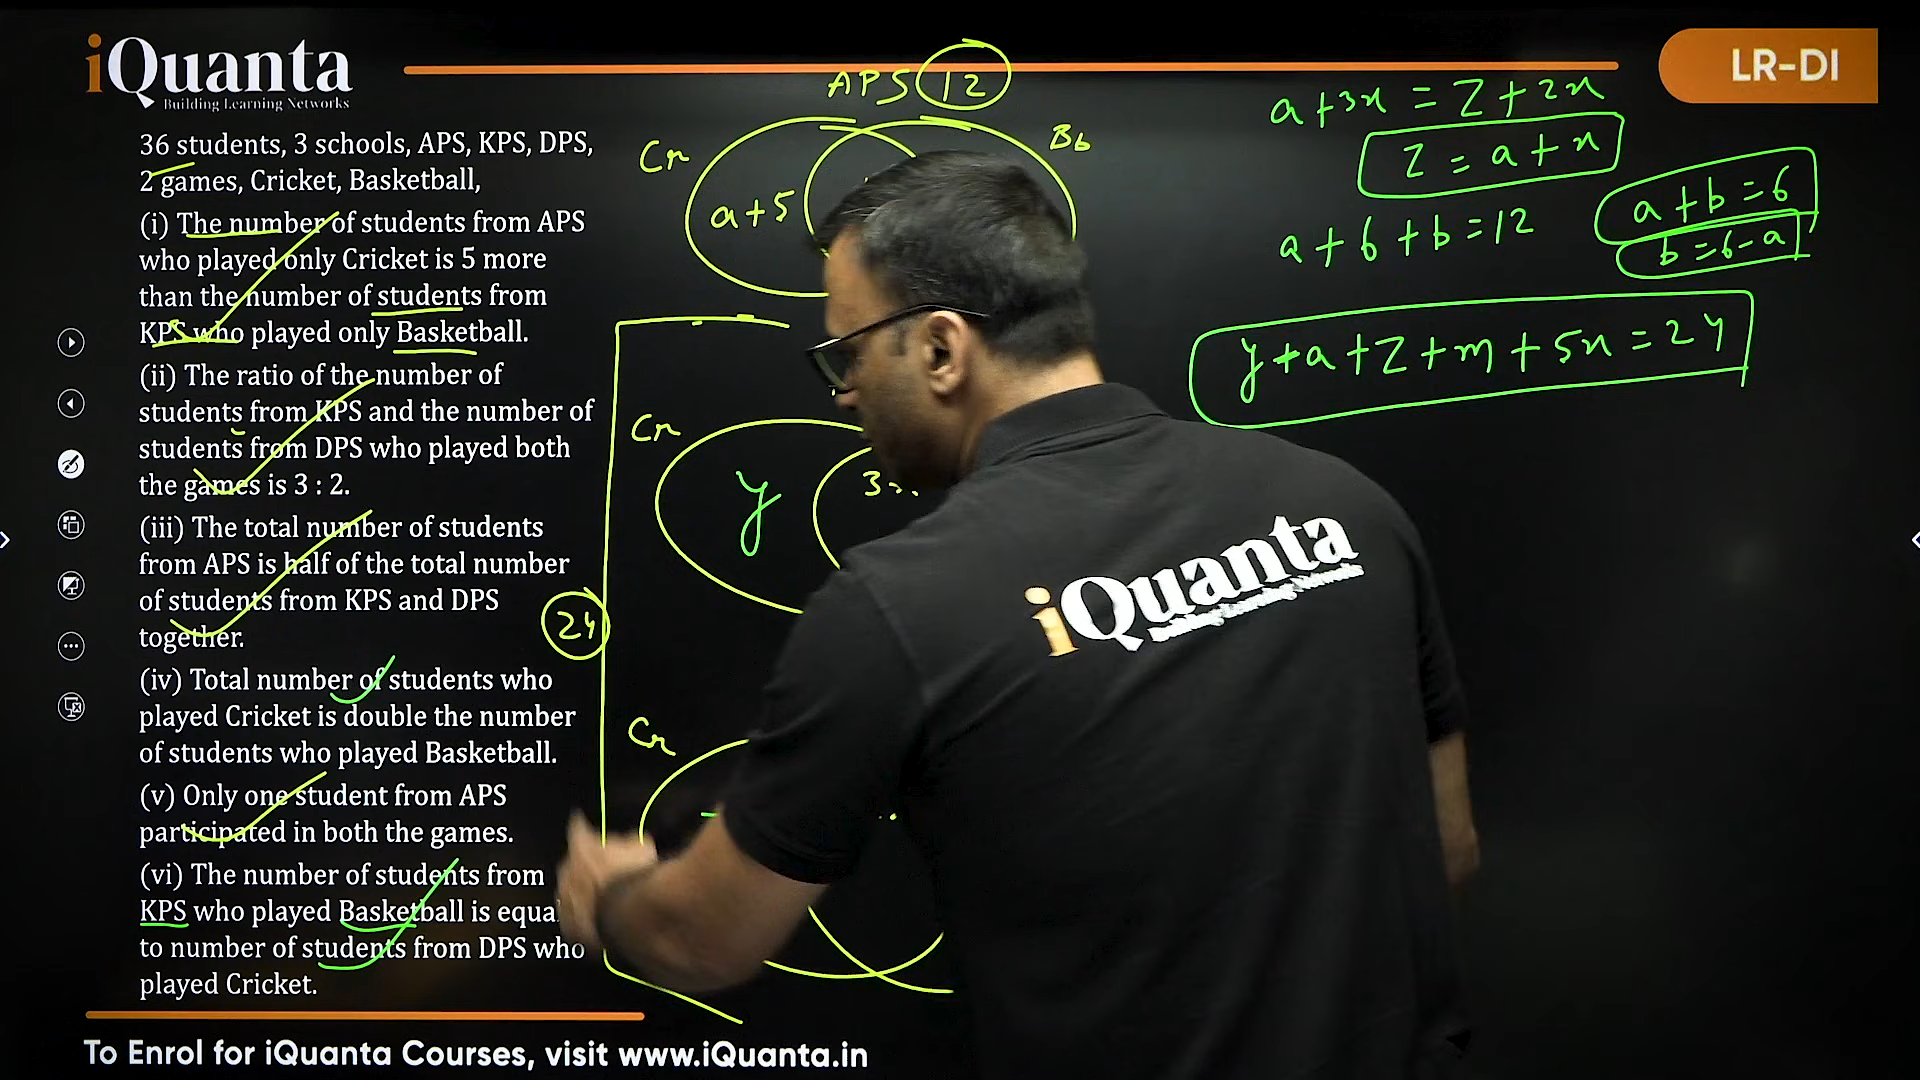 iQuanta
Building Learning Networks
LR-DI
36 students, 3 schools, APS, KPS, DPS,
2 games, Cricket, Basketball,
(i) The number of students from APS
who played only Cricket is 5 more
than the number of students from
KPS who played only Basketball.
(ii) The ratio of the number of
students from KPS and the number of
students from DPS who played both
the games is 3 : 2.
(iii) The total number of students
from APS is half of the total number
of students from KPS and DPS
together.
(iv) Total number of students who
played Cricket is double the number
of students who played Basketball.
(v) Only one student from APS
participated in both the games.
(vi) The number of students from
KPS who played Basketball is equal
to number of students from DPS who
played Cricket.
APS 12
Cr
Bb
a+5
24
Cr
y
Cr
a+3x = Z+2x
Z = a+x
a+6+b=12
a+b=6
b=6-a
y+a+Z+m+5x=24
iQuanta
Building Learning Networks
To Enrol for iQuanta Courses, visit www.iQuanta.in